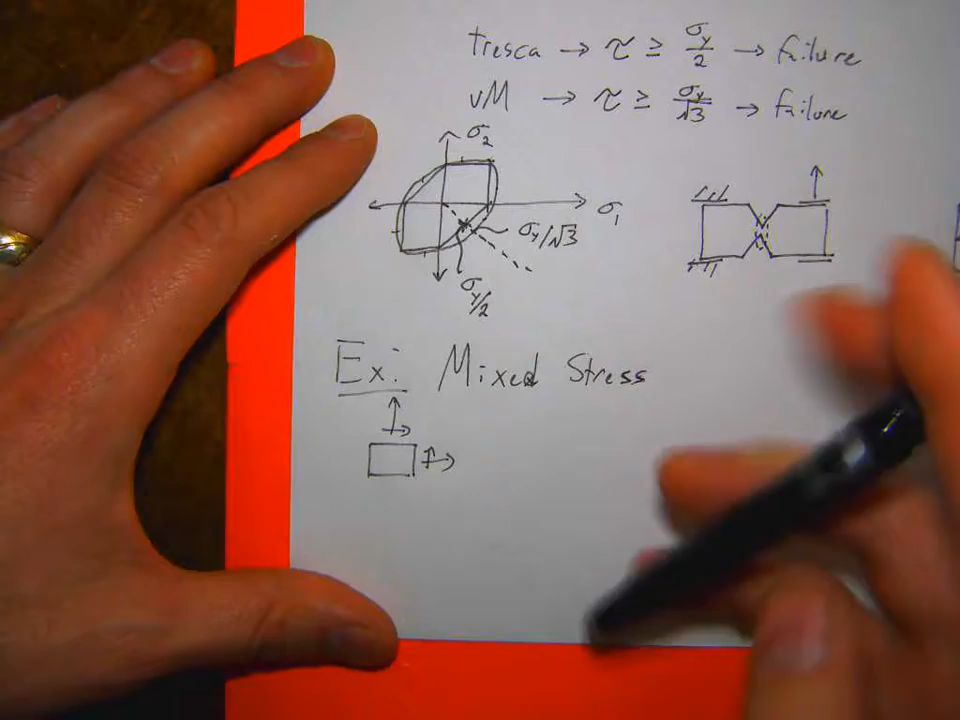 tresca → τ ≥ σy/2 → failure
vM → τ ≥ σy/√3 → failure
σ2
σ1
σy/√3
σy/2
Ex: Mixed Stress